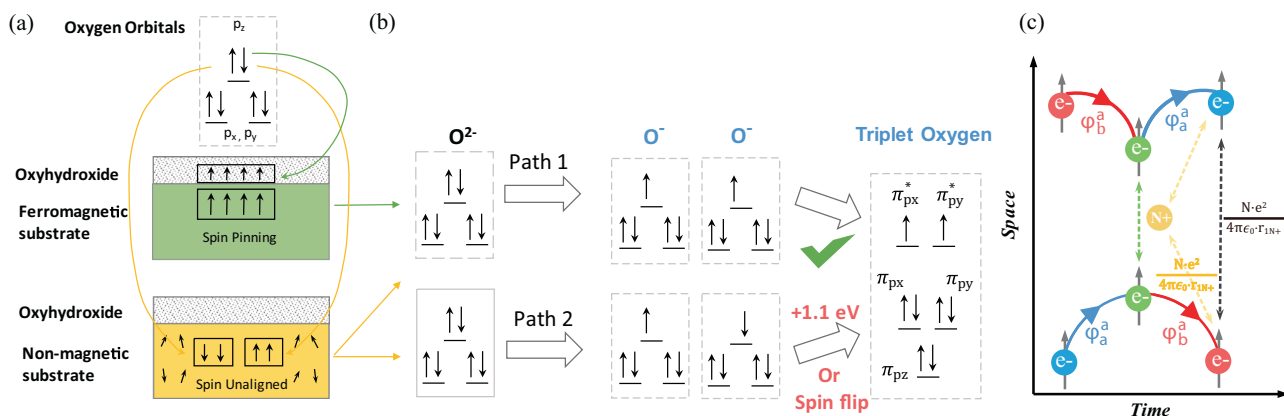 (a)
Oxygen Orbitals
p_z
p_x, p_y
Oxyhydroxide
Ferromagnetic
substrate
Spin Pinning
Oxyhydroxide
Non-magnetic
substrate
Spin Unaligned
(b)
O²⁻
Path 1
Path 2
O⁻
O⁻
+1.1 eV
Or
Spin flip
Triplet Oxygen
π*px
π*py
πpx
πpy
πpz
(c)
Space
Time
e-
e-
e-
φ_b^a
φ_a^a
N+
N·e²
4πϵ₀·r₁N₊
N·e²
4πϵ₀·r₁N₊
e-
e-
e-
φ_a^a
φ_b^a